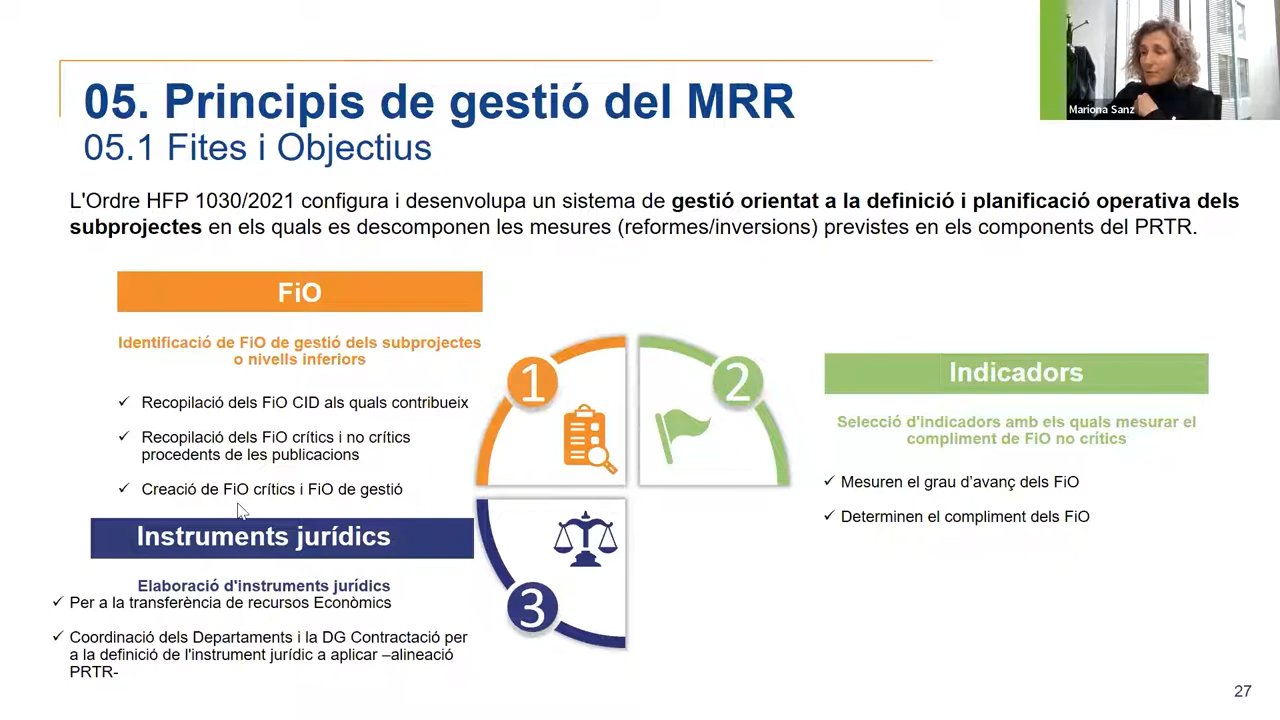 05. Principis de gestió del MRR
05.1 Fites i Objectius
Mariona Sanz
L'Ordre HFP 1030/2021 configura i desenvolupa un sistema de gestió orientat a la definició i planificació operativa dels
subprojectes en els quals es descomponen les mesures (reformes/inversions) previstes en els components del PRTR.
FiO
Identificació de FiO de gestió dels subprojectes
o nivells inferiors
✓ Recopilació dels FiO CID als quals contribueix
✓ Recopilació dels FiO crítics i no crítics
procedents de les publicacions
✓ Creació de FiO crítics i FiO de gestió
1
2
Indicadors
Selecció d'indicadors amb els quals mesurar el
compliment de FiO no crítics
✓ Mesuren el grau d'avanç dels FiO
✓ Determinen el compliment dels FiO
Instruments jurídics
Elaboració d'instruments jurídics
✓ Per a la transferència de recursos Econòmics
✓ Coordinació dels Departaments i la DG Contractació per
a la definició de l'instrument jurídic a aplicar –alineació
PRTR-
3
27